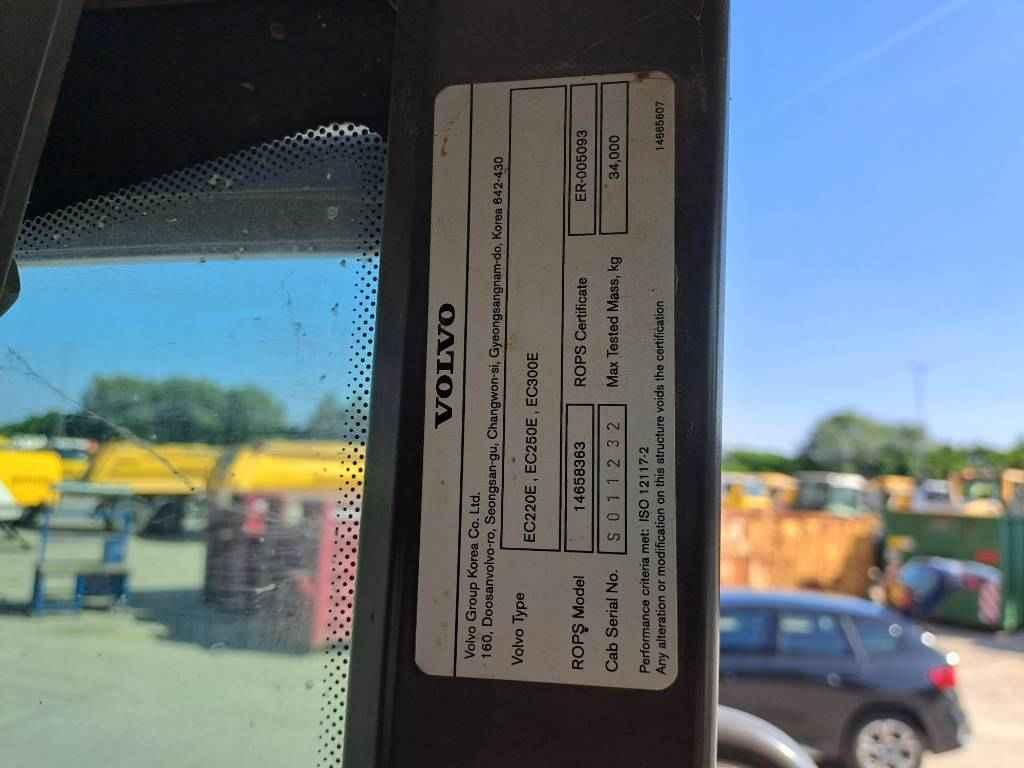 VOLVO
Volvo Group Korea Co. Ltd.
160, Doosanvolvo-ro, Seongsan-gu, Changwon-si, Gyeongsangnam-do, Korea 642-430
Volvo Type EC220E , EC250E , EC300E
ROPS Model 14658363 ROPS Certificate ER-005093
Cab Serial No. S011232 Max Tested Mass, kg 34,000
Performance criteria met: ISO 12117-2
Any alteration or modification on this structure voids the certification
14665607